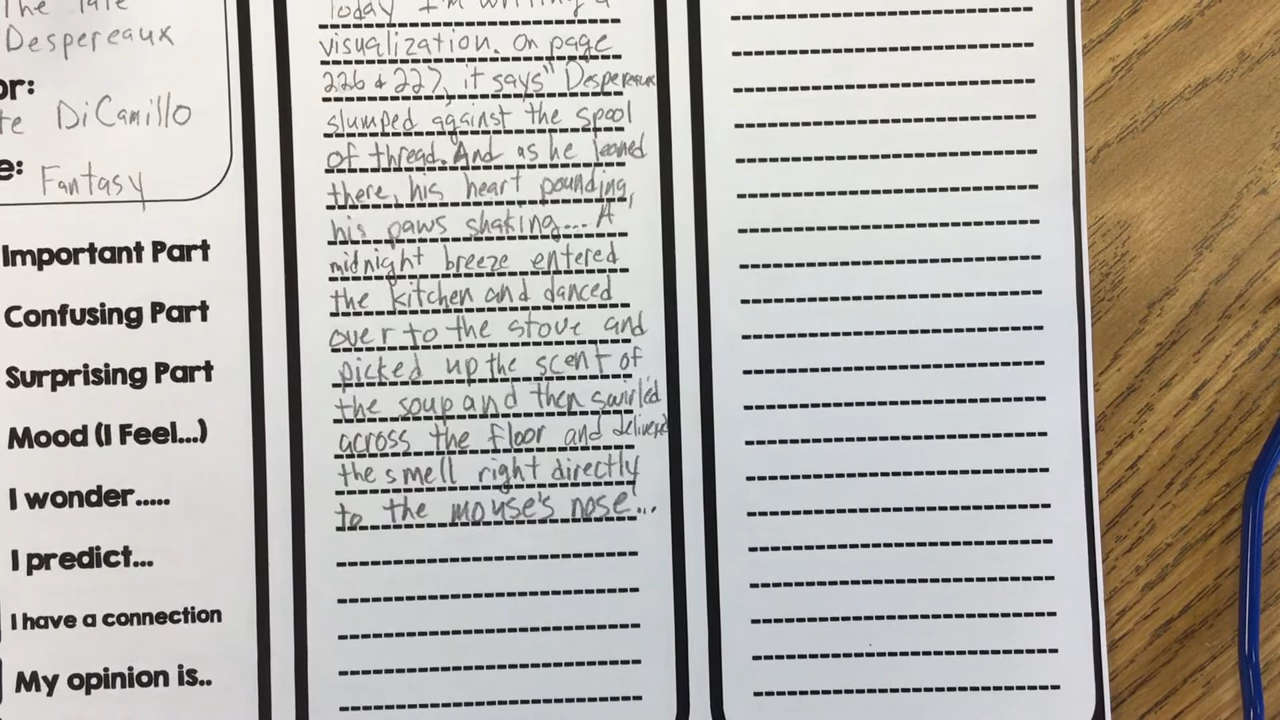 The Tale
Despereaux
or:
te DiCamillo
e: Fantasy
Important Part
Confusing Part
Surprising Part
Mood (I Feel...)
I wonder.....
I predict...
I have a connection
My opinion is..
Today I'm writing a
visualization. On page
226 & 227, it says "Despereaux
slumped against the spool
of thread. And as he leaned
there, his heart pounding,
his paws shaking.... A
midnight breeze entered
the kitchen and danced
over to the stove and
picked up the scent of
the soup and then swirled
across the floor and delivered
the smell right directly
to the mouse's nose"...